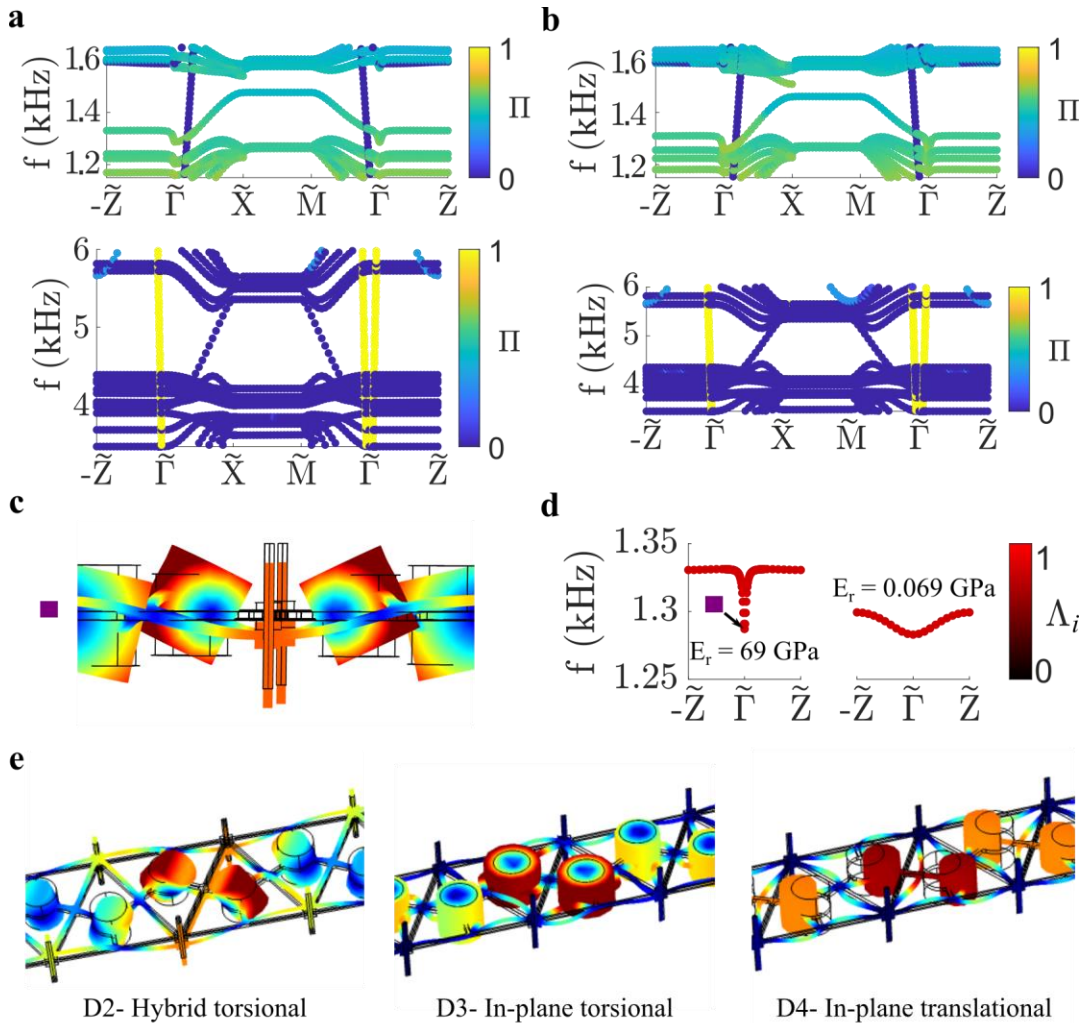 a
b
f (kHz)
1.6
1.4
1.2
-Z̃ Γ̃ X̃ M̃ Γ̃ Z̃
1
Π
0
f (kHz)
1.6
1.4
1.2
-Z̃ Γ̃ X̃ M̃ Γ̃ Z̃
1
Π
0
f (kHz)
6
5
4
-Z̃ Γ̃ X̃ M̃ Γ̃ Z̃
1
Π
0
f (kHz)
6
5
4
-Z̃ Γ̃ X̃ M̃ Γ̃ Z̃
1
Π
0
c
d
f (kHz)
1.35
1.3
1.25
E_r = 69 GPa
-Z̃ Γ̃ Z̃
E_r = 0.069 GPa
-Z̃ Γ̃ Z̃
1
Λ_i
0
e
D2- Hybrid torsional
D3- In-plane torsional
D4- In-plane translational